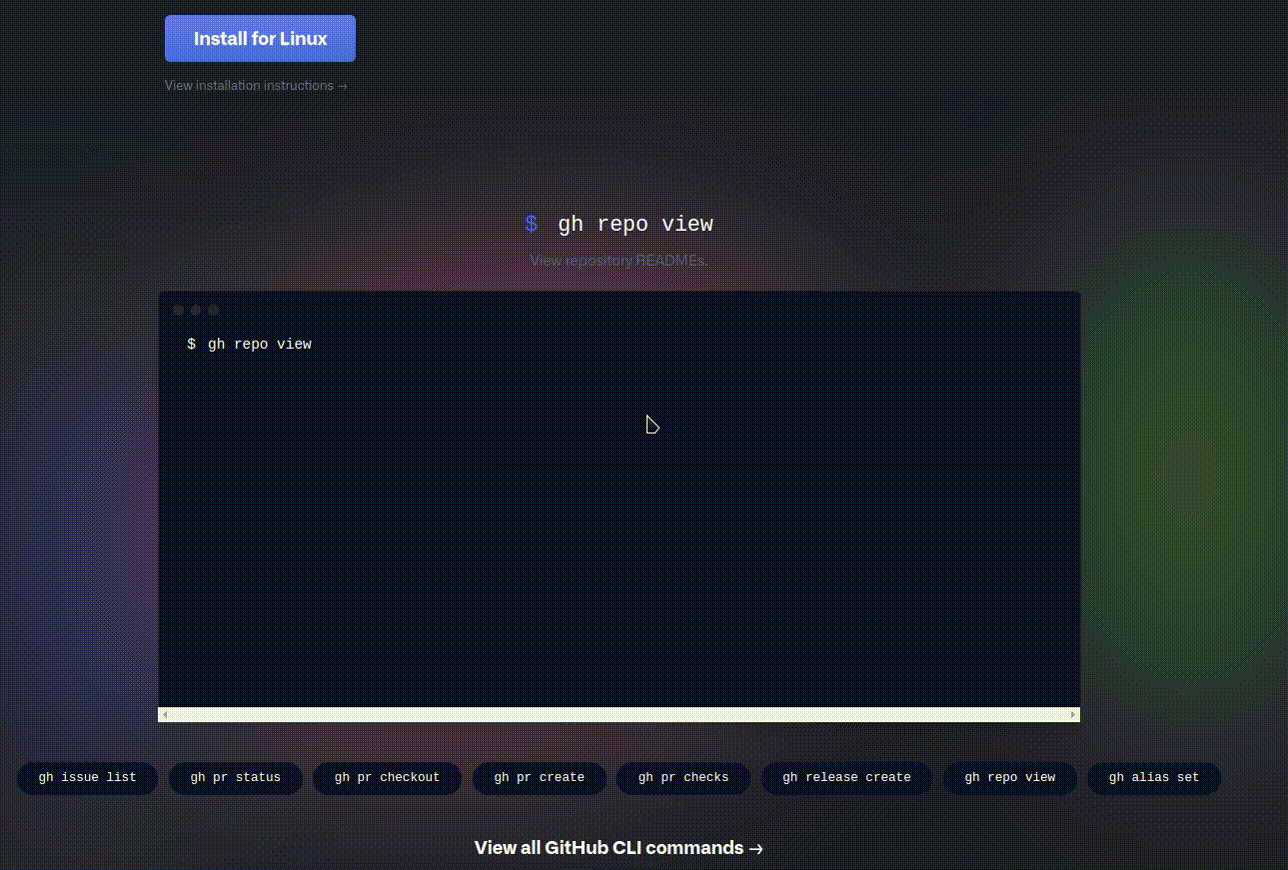 Install for Linux
View installation instructions →
$ gh repo view
View repository READMEs.
$ gh repo view
gh issue list
gh pr status
gh pr checkout
gh pr create
gh pr checks
gh release create
gh repo view
gh alias set
View all GitHub CLI commands →